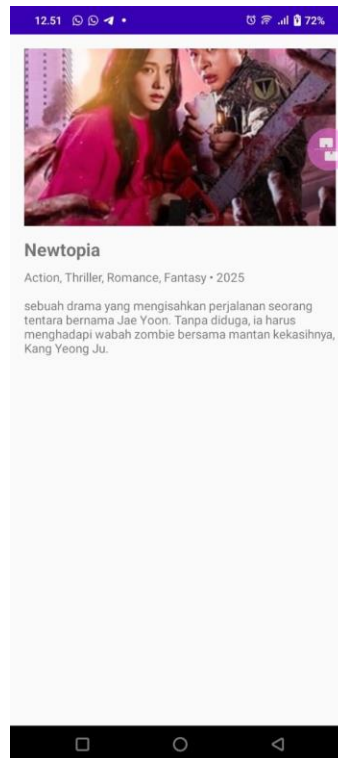 12.51
72%
Newtopia
Action, Thriller, Romance, Fantasy • 2025
sebuah drama yang mengisahkan perjalanan seorang
tentara bernama Jae Yoon. Tanpa diduga, ia harus
menghadapi wabah zombie bersama mantan kekasihnya,
Kang Yeong Ju.